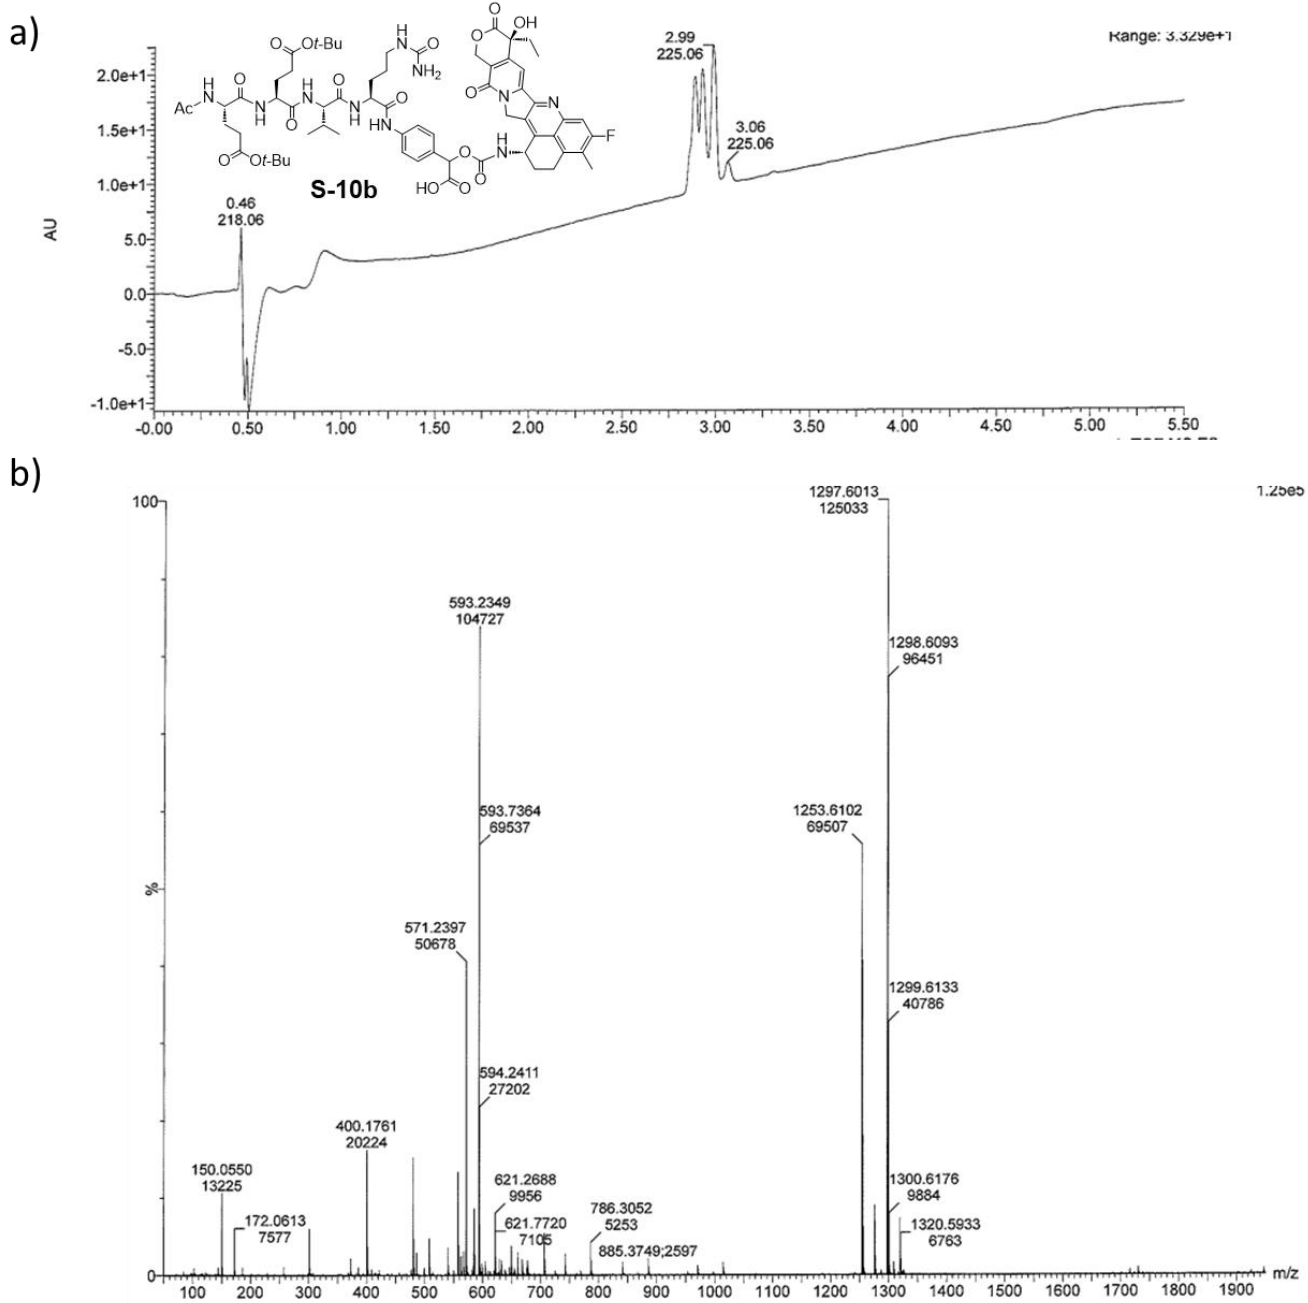 a)
Range: 3.329e+1
2.99
225.06
3.06
225.06
0.46
218.06
2.0e+1
1.5e+1
1.0e+1
5.0
0.0
-5.0
-1.0e+1
AU
-0.00 0.50 1.00 1.50 2.00 2.50 3.00 3.50 4.00 4.50 5.00 5.50
O OH
O
O
N
N
F
H
N
O
O
HO O
H
N O
NH2
O Ot-Bu
Ac
H
N
O
N
H
O
H
N
O
N
H
O
HN
O Ot-Bu
S-10b
b)
100
%
0
1.25e5
1297.6013
125033
1298.6093
96451
593.2349
104727
593.7364
69537
1253.6102
69507
571.2397
50678
1299.6133
40786
594.2411
27202
400.1761
20224
150.0550
13225
172.0613
7577
621.2688
9956
621.7720
7105
786.3052
5253
885.3749;2597
1300.6176
9884
1320.5933
6763
100 200 300 400 500 600 700 800 900 1000 1100 1200 1300 1400 1500 1600 1700 1800 1900 m/z